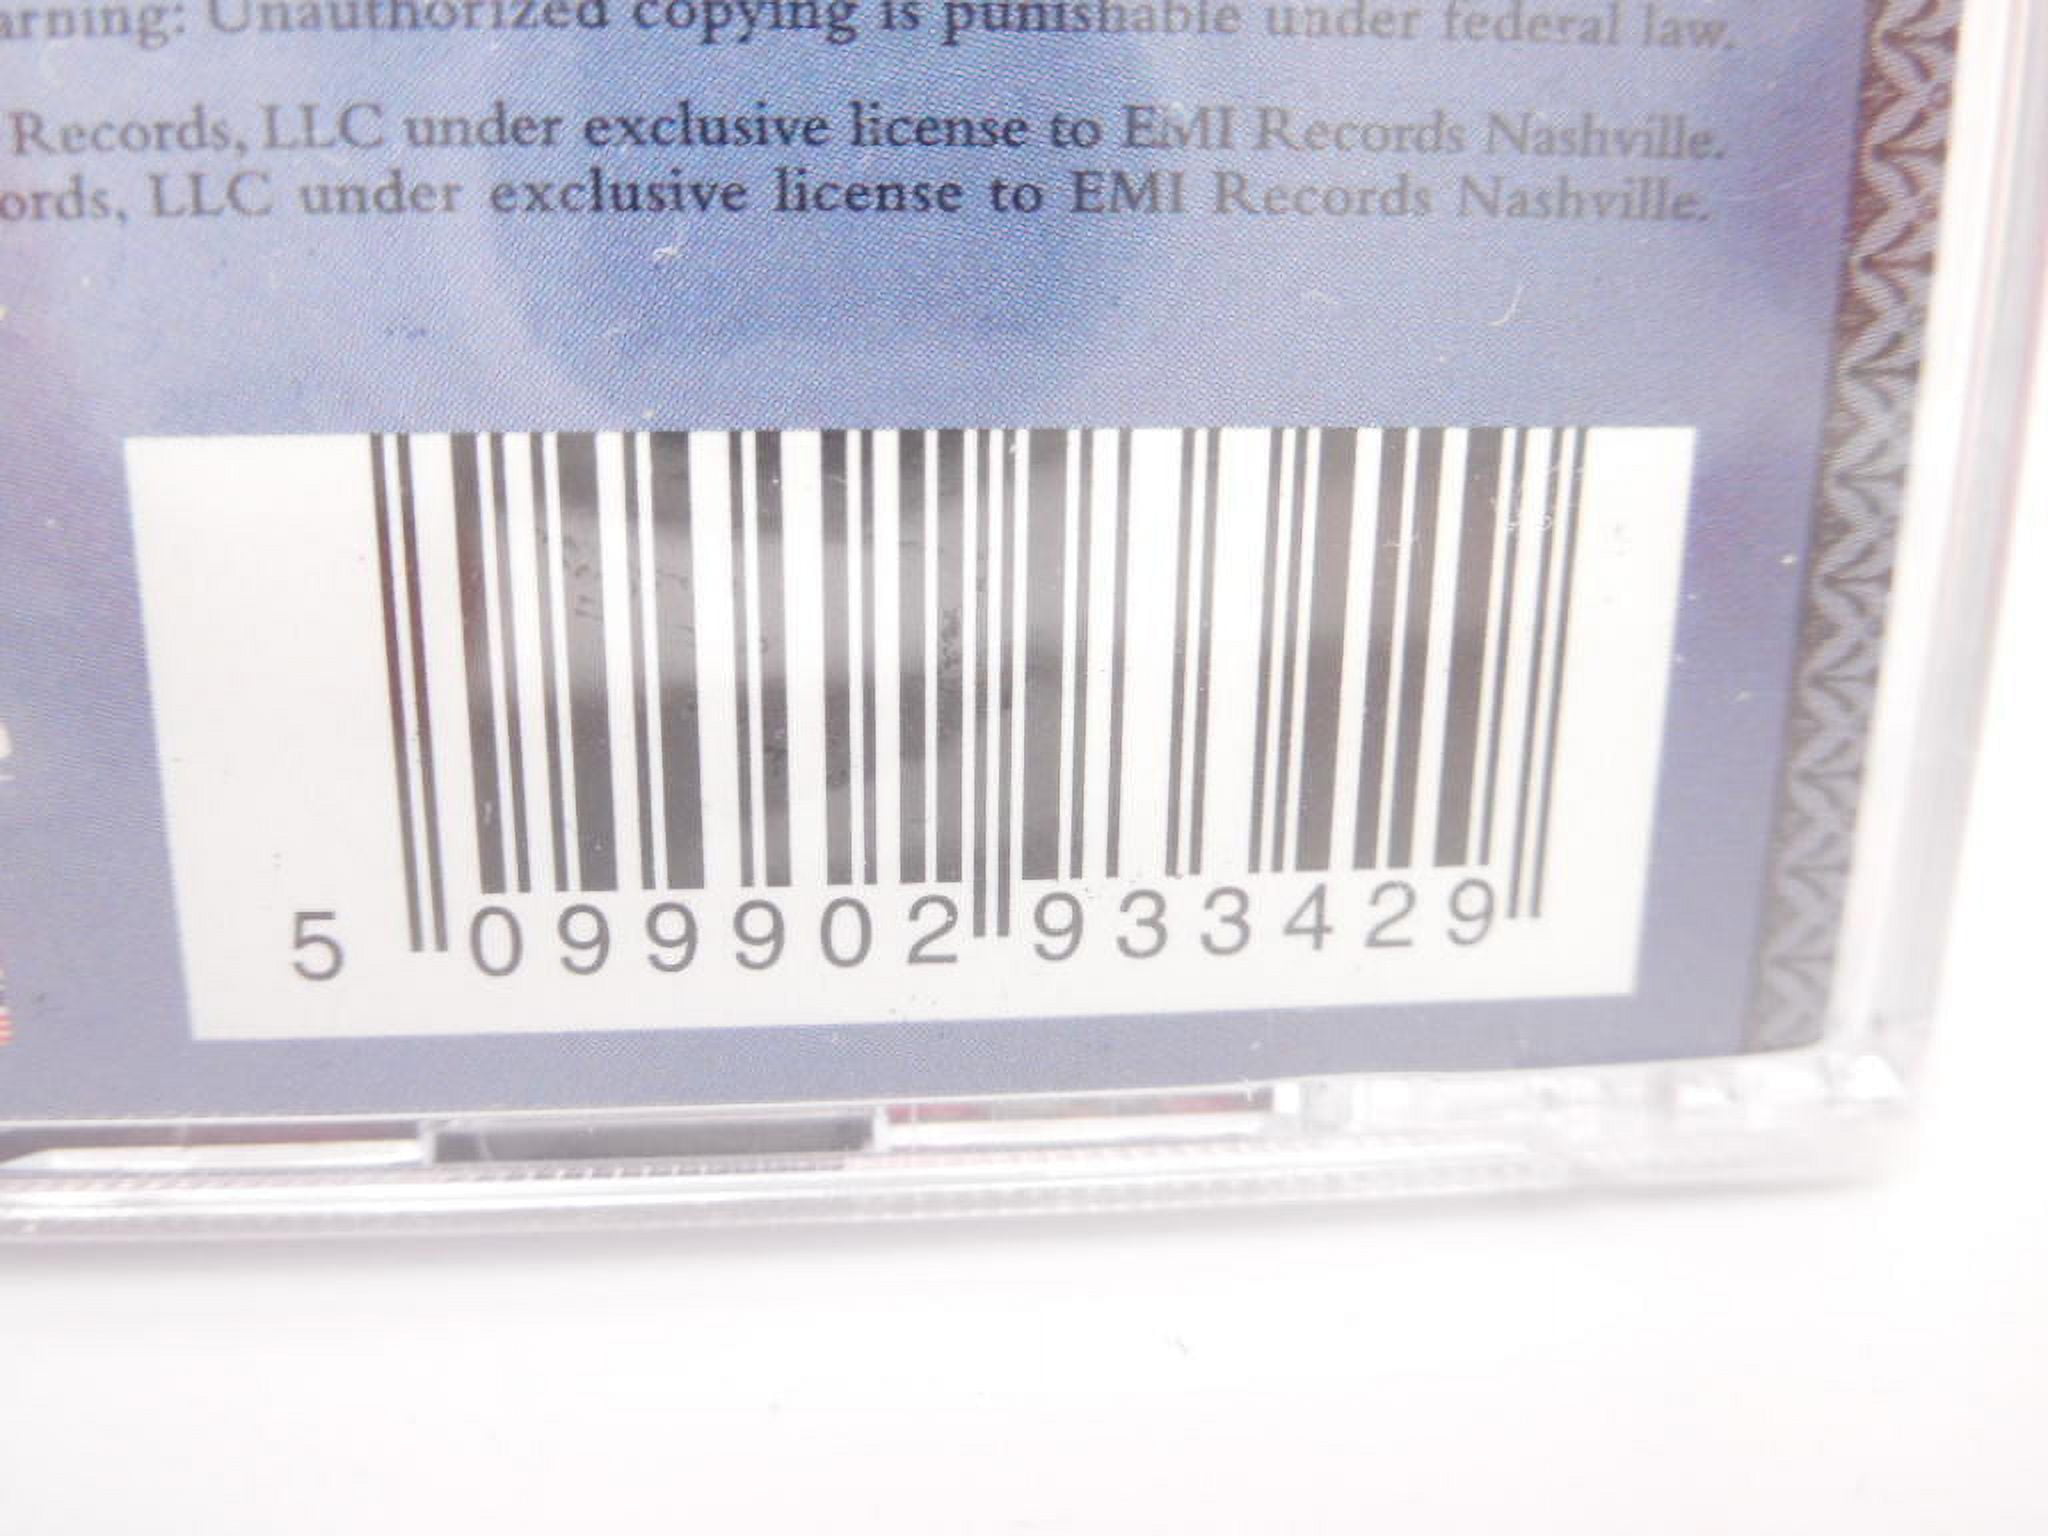 arning: Unauthorized copying is punishable under federal law.
Records, LLC under exclusive license to EMI Records Nashville.
ords, LLC under exclusive license to EMI Records Nashville.
5 099902 933429